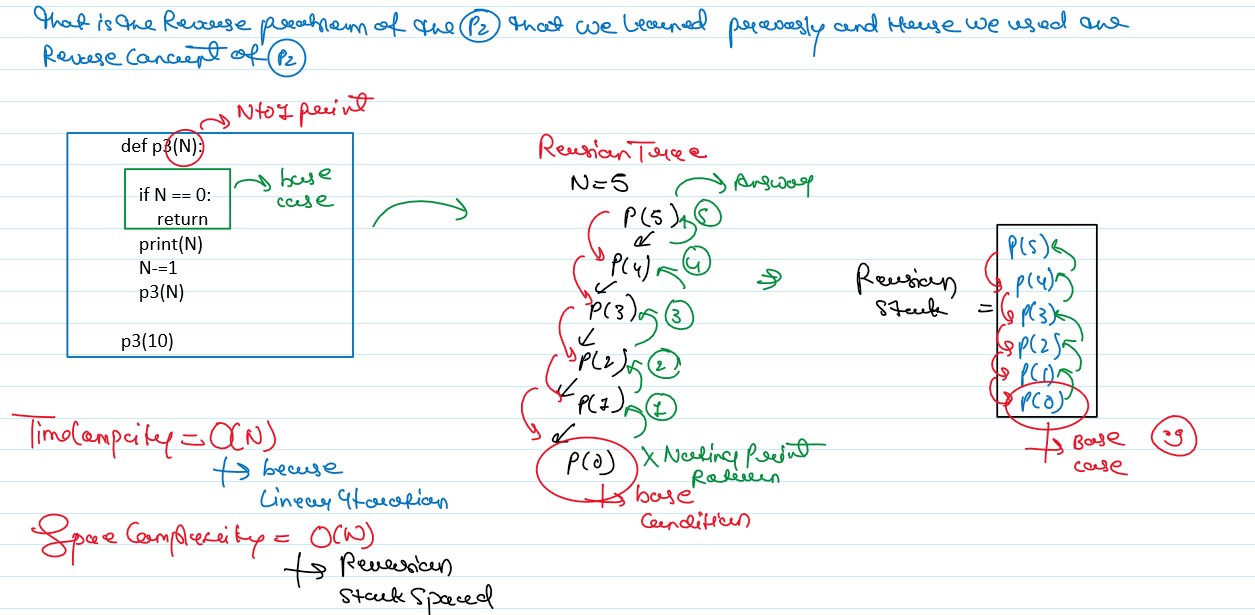 that is the Reverse problem of the P2 that we learned previously and Hense we used the
Reverse Concept of P2
N to 1 print
def p3(N):
if N == 0:
return
base
case
print(N)
N-=1
p3(N)
p3(10)
Recursion Tree
N=5
Answer
P(5) 5
P(4) 4
P(3) 3
P(2) 2
P(1) 1
P(0) X Nothing Print
Return
base
Condition
Recursion
Stack =
P(5)
P(4)
P(3)
P(2)
P(1)
P(0)
Base
case
Time Complexity = O(N)
because
Linear Iteration
Space Complexity = O(N)
Recursion
Stack Spaced